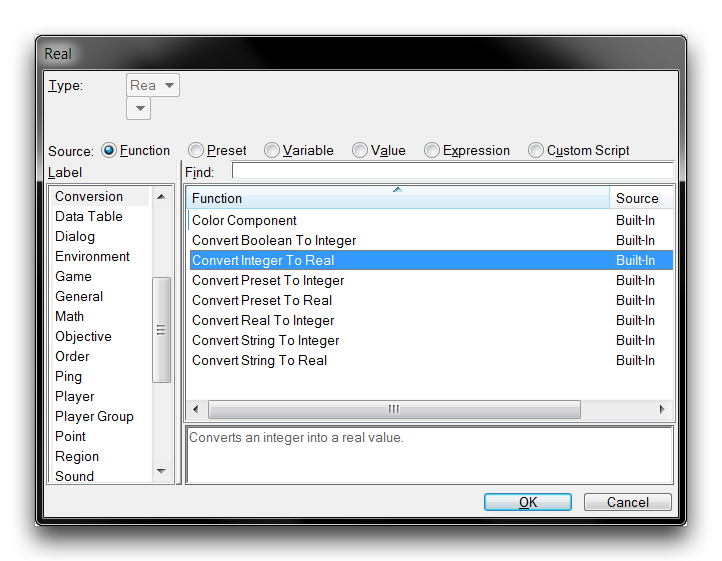 Real
Type: Rea
Source: Function Preset Variable Value Expression Custom Script
Label
Conversion
Data Table
Dialog
Environment
Game
General
Math
Objective
Order
Ping
Player
Player Group
Point
Region
Sound
Find:
Function Source
Color Component Built-In
Convert Boolean To Integer Built-In
Convert Integer To Real Built-In
Convert Preset To Integer Built-In
Convert Preset To Real Built-In
Convert Real To Integer Built-In
Convert String To Integer Built-In
Convert String To Real Built-In
Converts an integer into a real value.
OK Cancel